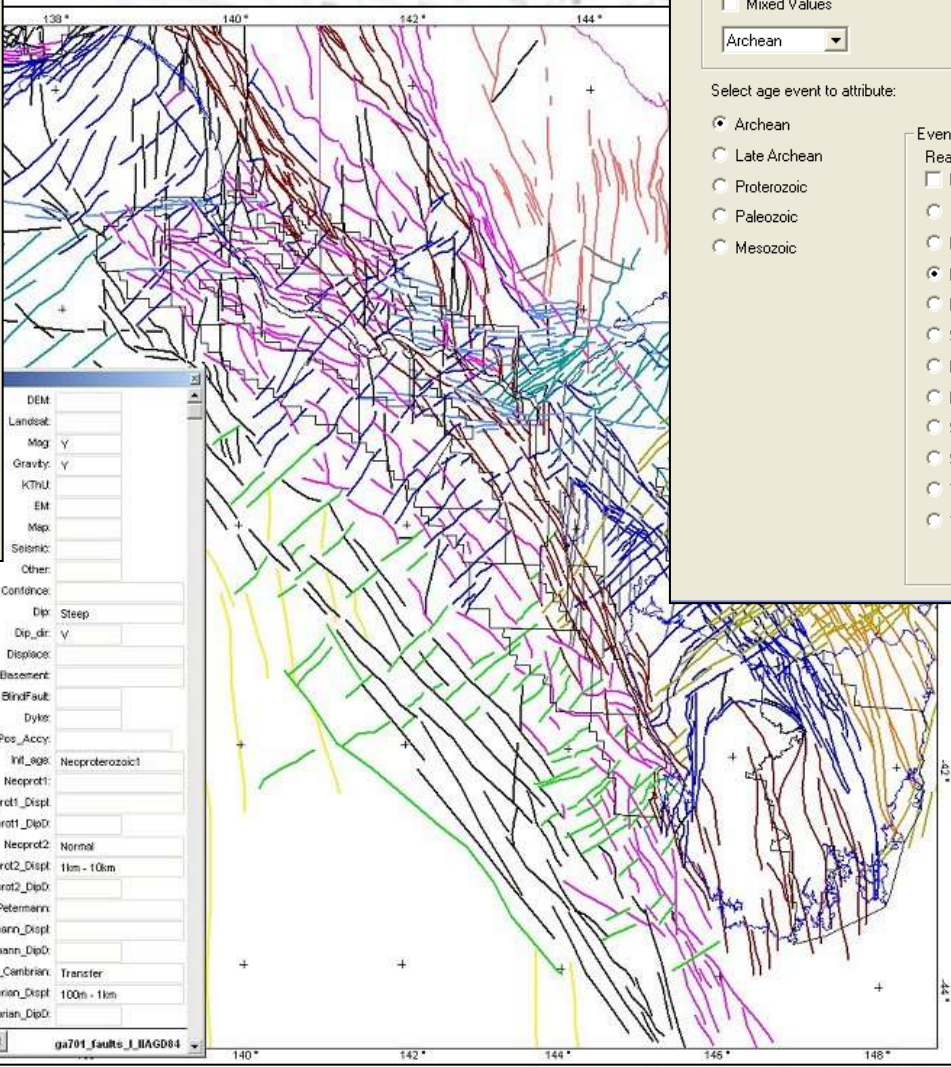 138°
140°
142°
144°
Mixed Values
Archean
Select age event to attribute:
Archean
Late Archean
Proterozoic
Paleozoic
Mesozoic
Even
Rea
DEM:
Landsat:
Mag: Y
Gravity: Y
KThU:
EM:
Map:
Seismic:
Other:
Confdnce:
Dip: Steep
Dip_dir: V
Displace:
Basement:
BlindFault:
Dyke:
Pos_Accy:
Init_age: Neoproterozoic1
Neoprot1:
rot1_Displ:
rot1_DipD:
Neoprot2: Normal
rot2_Displ: 1km - 10km
rot2_DipD:
Petermann:
ann_Displ:
ann_DipD:
_Cambrian: Transfer
rian_Displ: 100m - 1km
rian_DipD:
ga701_faults_l_IIAGD84
42°
44°
140°
142°
144°
146°
148°